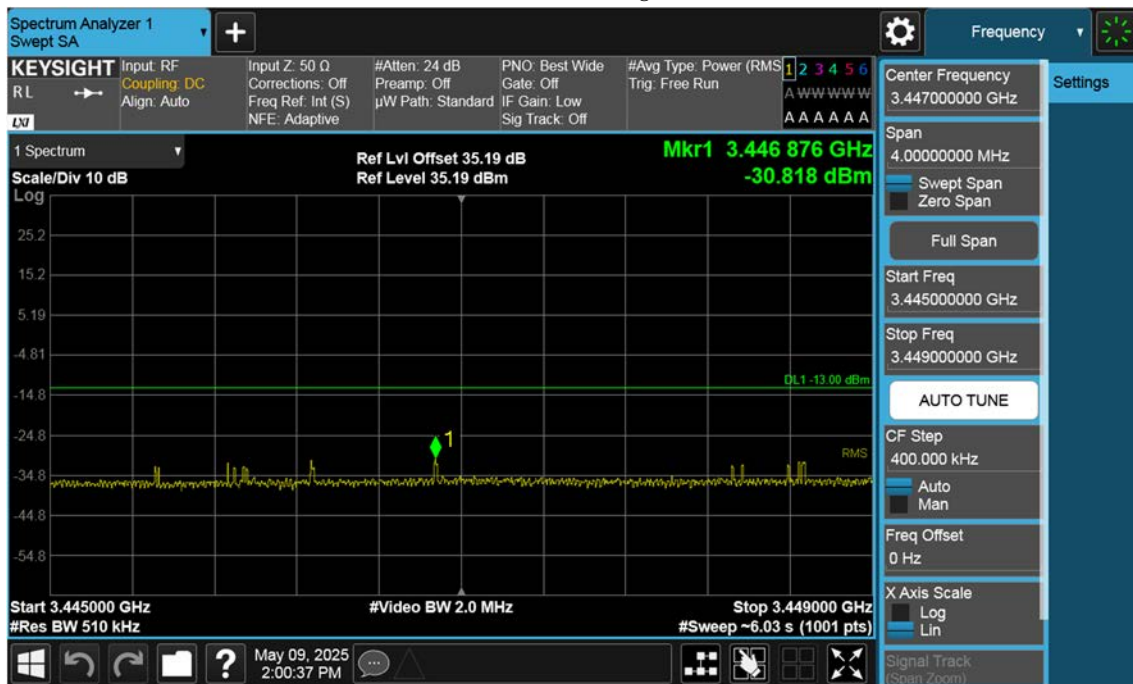 Spectrum Analyzer 1
Swept SA
+
Frequency
KEYSIGHT
RL
LXI
Input: RF
Coupling: DC
Align: Auto
Input Z: 50 Ω
Corrections: Off
Freq Ref: Int (S)
NFE: Adaptive
#Atten: 24 dB
Preamp: Off
µW Path: Standard
PNO: Best Wide
Gate: Off
IF Gain: Low
Sig Track: Off
#Avg Type: Power (RMS
Trig: Free Run
1 2 3 4 5 6
A W W W W W
A A A A A A
1 Spectrum
Scale/Div 10 dB
Ref Lvl Offset 35.19 dB
Ref Level 35.19 dBm
Mkr1 3.446 876 GHz
-30.818 dBm
Log
25.2
15.2
5.19
-4.81
-14.8
-24.8
-34.8
-44.8
-54.8
DL1 -13.00 dBm
1
RMS
Start 3.445000 GHz
#Res BW 510 kHz
#Video BW 2.0 MHz
Stop 3.449000 GHz
#Sweep ~6.03 s (1001 pts)
Center Frequency
3.447000000 GHz
Span
4.00000000 MHz
Swept Span
Zero Span
Full Span
Start Freq
3.445000000 GHz
Stop Freq
3.449000000 GHz
AUTO TUNE
CF Step
400.000 kHz
Auto
Man
Freq Offset
0 Hz
X Axis Scale
Log
Lin
Signal Track
(Span Zoom)
Settings
?
May 09, 2025
2:00:37 PM